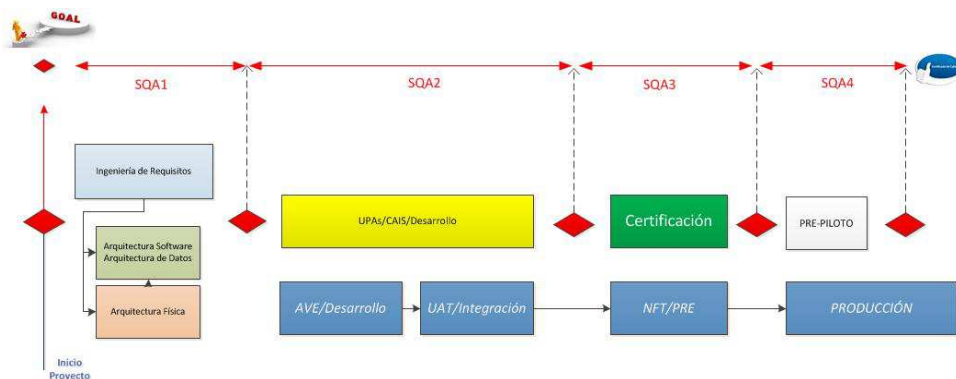 GOAL
SQA1
SQA2
SQA3
SQA4
Ingeniería de Requisitos
UPAs/CAIS/Desarrollo
Certificación
PRE-PILOTO
Arquitectura Software
Arquitectura de Datos
Arquitectura Física
AVE/Desarrollo
UAT/Integración
NFT/PRE
PRODUCCIÓN
Inicio
Proyecto